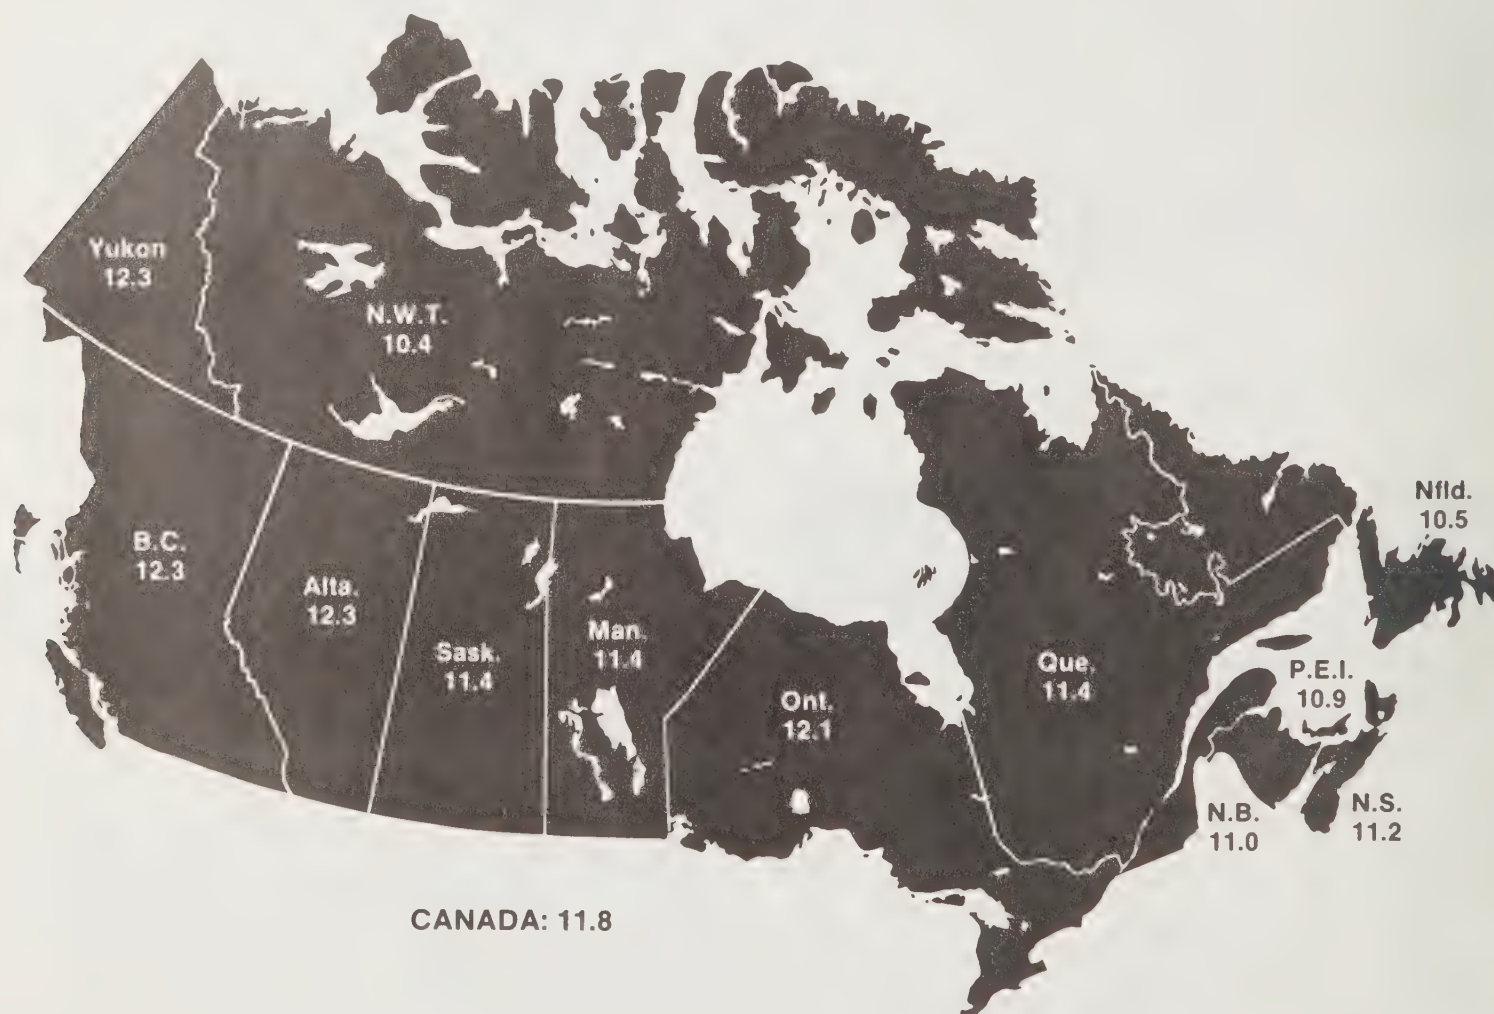 Yukon
12.3
N.W.T.
10.4
Nfld.
10.5
B.C.
12.3
Alta.
12.3
Sask.
11.4
Man.
11.4
Ont.
12.1
Que.
11.4
P.E.I.
10.9
N.B.
11.0
N.S.
11.2
CANADA: 11.8